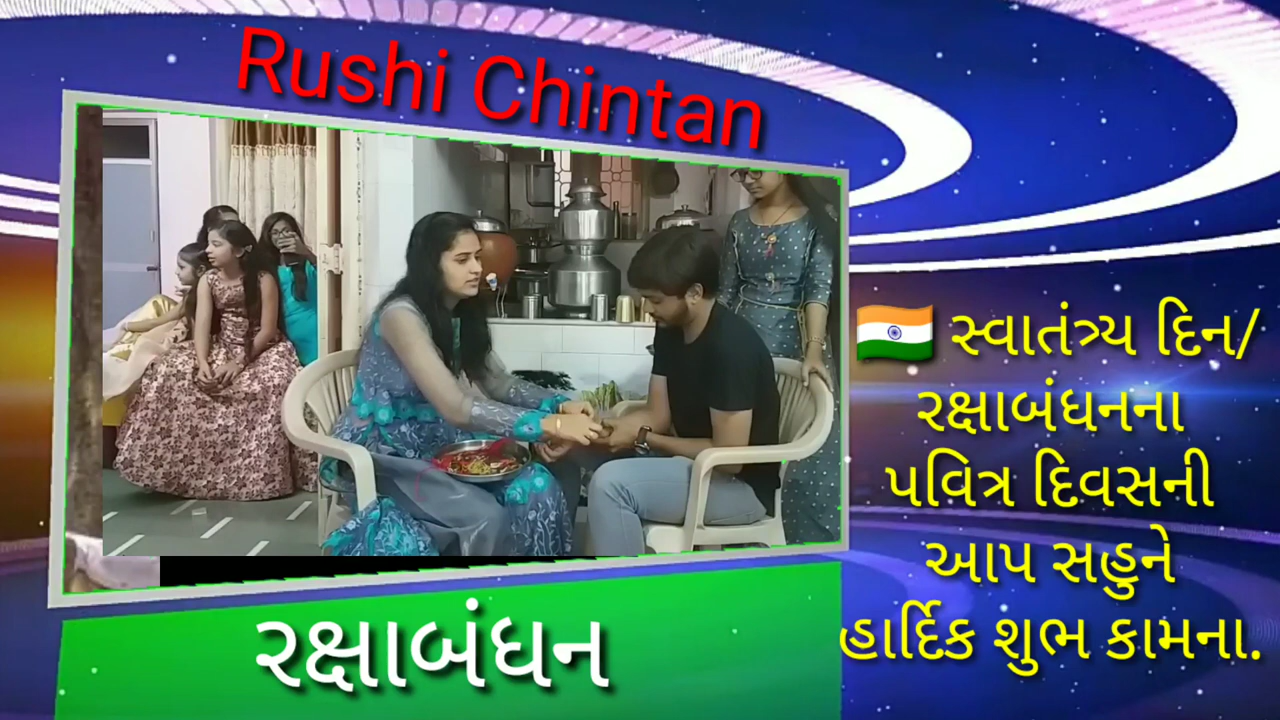 Rushi Chintan
🇮🇳 સ્વાતંત્ર્ય દિન/
રક્ષાબંધનના
પવિત્ર દિવસની
આપ સહુને
હાર્દિક શુભ કામના.
રક્ષાબંધન